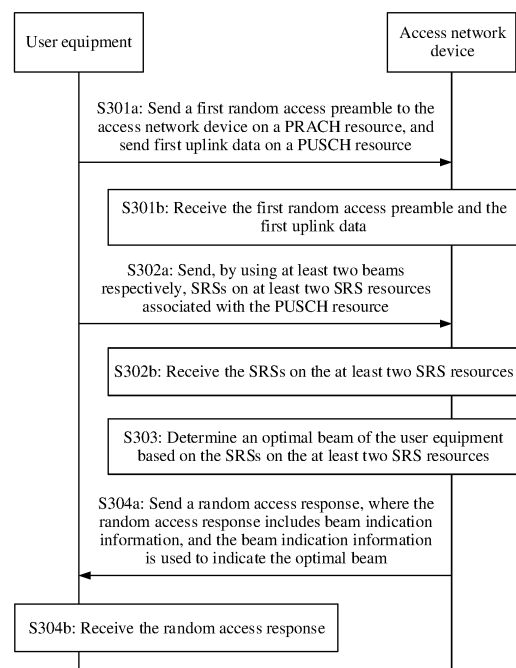 User equipment
Access network
device
S301a: Send a first random access preamble to the
access network device on a PRACH resource, and
send first uplink data on a PUSCH resource
S301b: Receive the first random access preamble and the
first uplink data
S302a: Send, by using at least two beams
respectively, SRSs on at least two SRS resources
associated with the PUSCH resource
S302b: Receive the SRSs on the at least two SRS resources
S303: Determine an optimal beam of the user equipment
based on the SRSs on the at least two SRS resources
S304a: Send a random access response, where the
random access response includes beam indication
information, and the beam indication information
is used to indicate the optimal beam
S304b: Receive the random access response